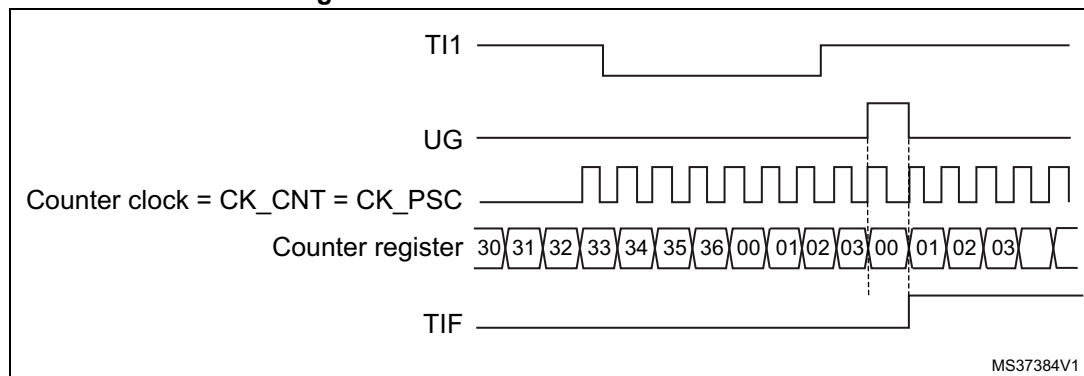 TI1
UG
Counter clock = CK_CNT = CK_PSC
Counter register 30 31 32 33 34 35 36 00 01 02 03 00 01 02 03
TIF
MS37384V1